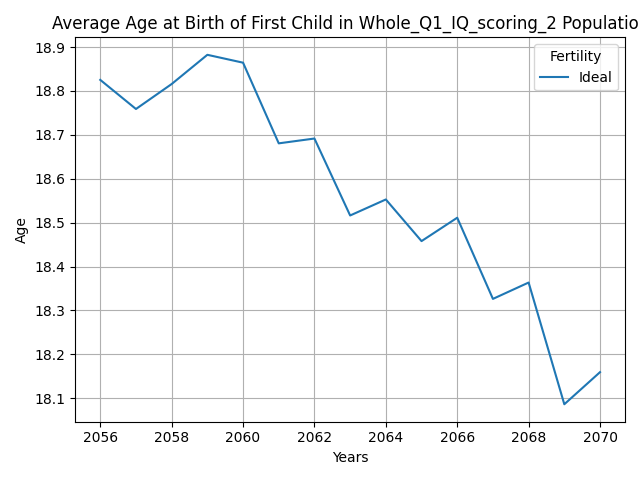 Average Age at Birth of First Child in Whole_Q1_IQ_scoring_2 Populatio
18.9
18.8
18.7
18.6
18.5
18.4
18.3
18.2
18.1
Age
Fertility
Ideal
2056 2058 2060 2062 2064 2066 2068 2070
Years